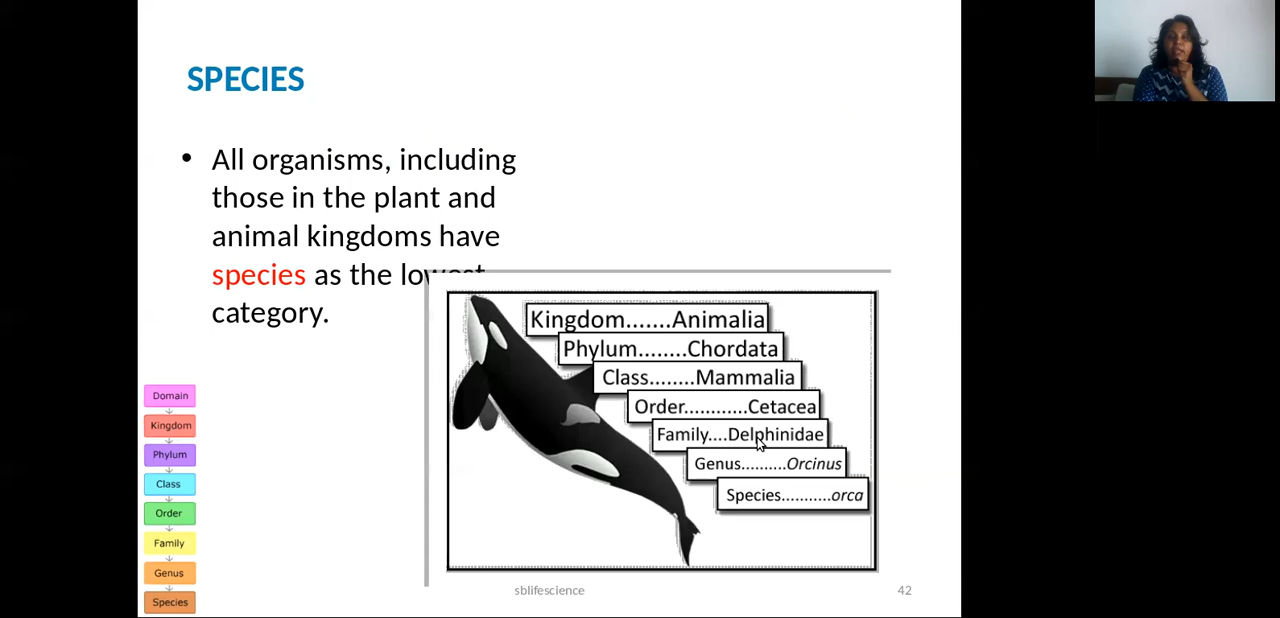 SPECIES
• All organisms, including
those in the plant and
animal kingdoms have
species as the lowest
category.
Kingdom.......Animalia
Phylum........Chordata
Class........Mammalia
Order............Cetacea
Family....Delphinidae
Genus..........Orcinus
Species...........orca
Domain
Kingdom
Phylum
Class
Order
Family
Genus
Species
sblifescience
42